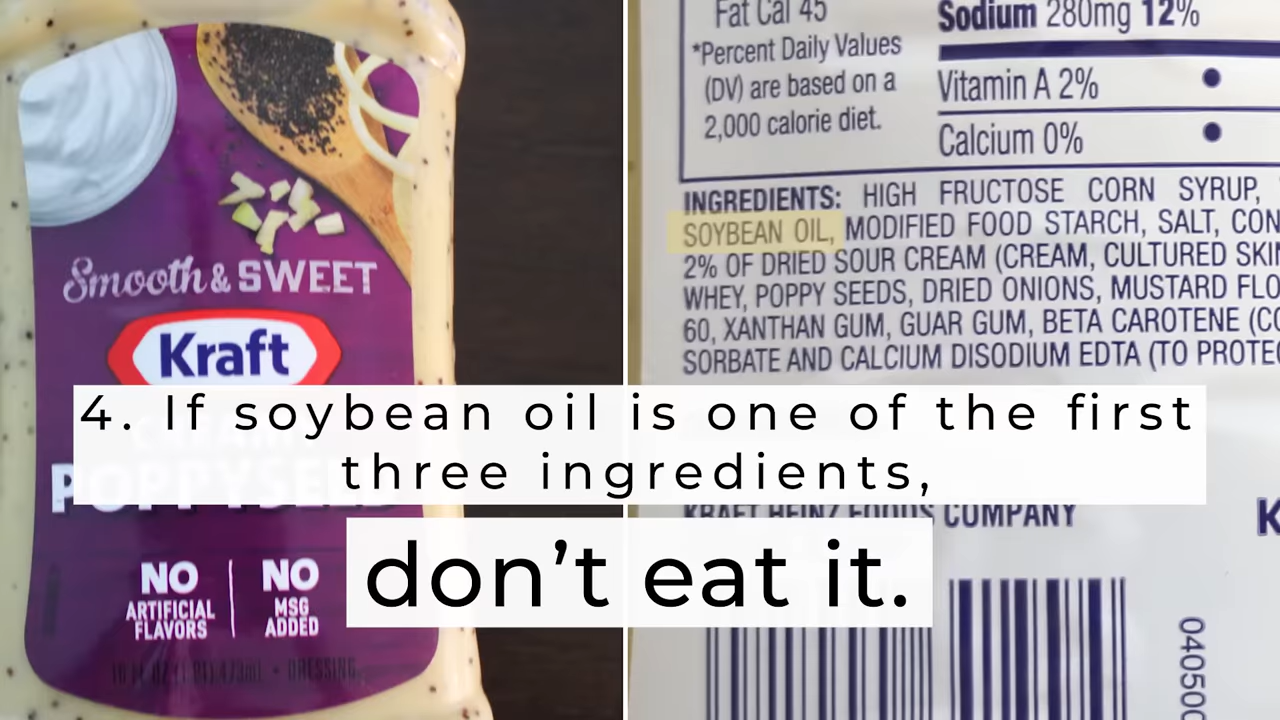 Smooth & SWEET
Kraft
POPPYSEED
NO
ARTIFICIAL
FLAVORS
NO
MSG
ADDED
DRESSING
Fat Cal 45
*Percent Daily Values
(DV) are based on a
2,000 calorie diet.
Sodium 280mg 12%
Vitamin A 2% •
Calcium 0% •
INGREDIENTS: HIGH FRUCTOSE CORN SYRUP,
SOYBEAN OIL, MODIFIED FOOD STARCH, SALT, CON
2% OF DRIED SOUR CREAM (CREAM, CULTURED SKI
WHEY, POPPY SEEDS, DRIED ONIONS, MUSTARD FLO
60, XANTHAN GUM, GUAR GUM, BETA CAROTENE (CO
SORBATE AND CALCIUM DISODIUM EDTA (TO PROTE
4. If soybean oil is one of the first
three ingredients,
KRAFT HEINZ FOODS COMPANY
don't eat it.